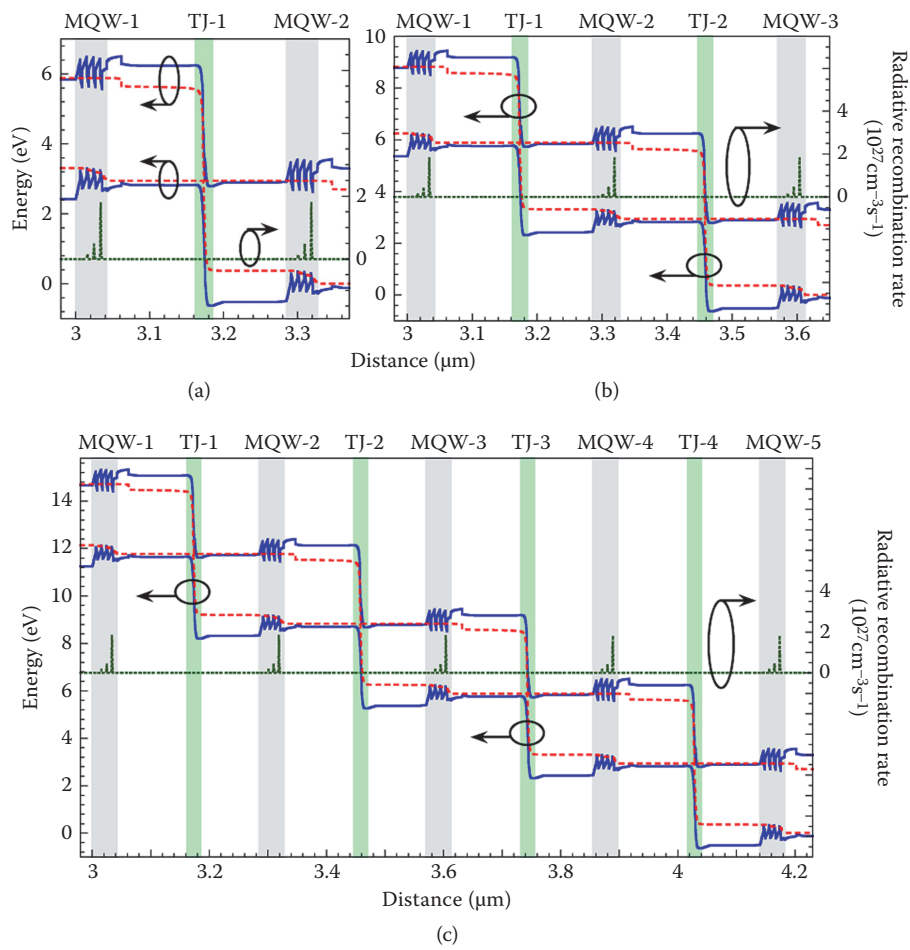 MQW-1 TJ-1 MQW-2
6
4
2
0
Energy (eV)
2
0
3 3.1 3.2 3.3
(a)
MQW-1 TJ-1 MQW-2 TJ-2 MQW-3
10
8
6
4
2
0
4
2
0
Radiative recombination rate
(10²⁷cm⁻³s⁻¹)
3 3.1 3.2 3.3 3.4 3.5 3.6
Distance (µm)
(b)
MQW-1 TJ-1 MQW-2 TJ-2 MQW-3 TJ-3 MQW-4 TJ-4 MQW-5
14
12
10
8
6
4
2
0
Energy (eV)
4
2
0
Radiative recombination rate
(10²⁷cm⁻³s⁻¹)
3 3.2 3.4 3.6 3.8 4 4.2
Distance (µm)
(c)